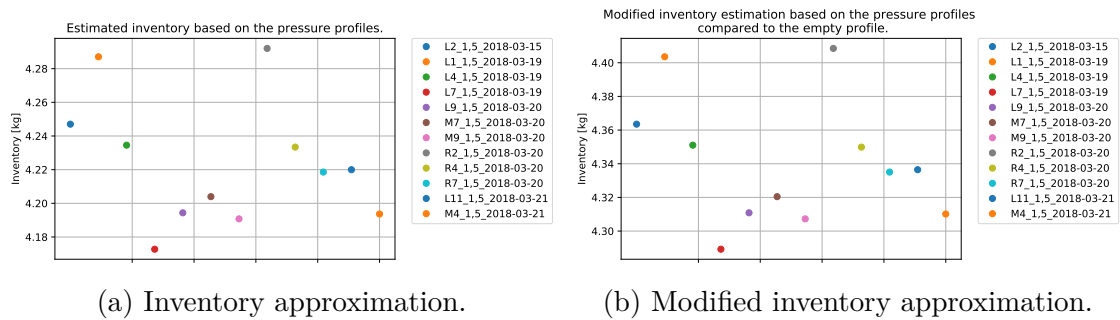 Estimated inventory based on the pressure profiles.
Inventory [kg]
4.28
4.26
4.24
4.22
4.20
4.18
L2_1,5_2018-03-15
L1_1,5_2018-03-19
L4_1,5_2018-03-19
L7_1,5_2018-03-19
L9_1,5_2018-03-20
M7_1,5_2018-03-20
M9_1,5_2018-03-20
R2_1,5_2018-03-20
R4_1,5_2018-03-20
R7_1,5_2018-03-20
L11_1,5_2018-03-21
M4_1,5_2018-03-21
(a) Inventory approximation.
Modified inventory estimation based on the pressure profiles
compared to the empty profile.
Inventory [kg]
4.40
4.38
4.36
4.34
4.32
4.30
L2_1,5_2018-03-15
L1_1,5_2018-03-19
L4_1,5_2018-03-19
L7_1,5_2018-03-19
L9_1,5_2018-03-20
M7_1,5_2018-03-20
M9_1,5_2018-03-20
R2_1,5_2018-03-20
R4_1,5_2018-03-20
R7_1,5_2018-03-20
L11_1,5_2018-03-21
M4_1,5_2018-03-21
(b) Modified inventory approximation.